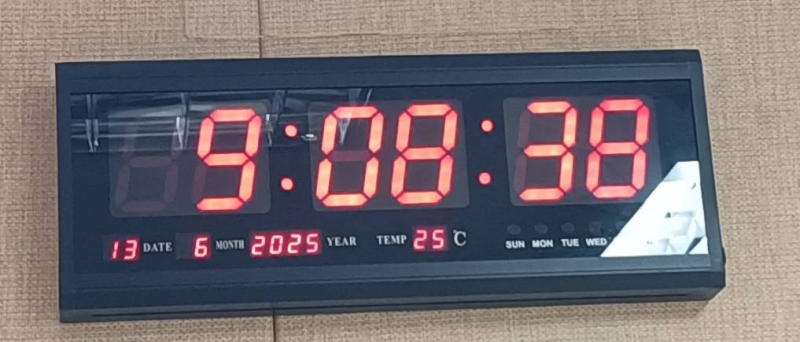 9:08:38
13 DATE 6 MONTH 2025 YEAR TEMP 25 °C
SUN MON TUE WED